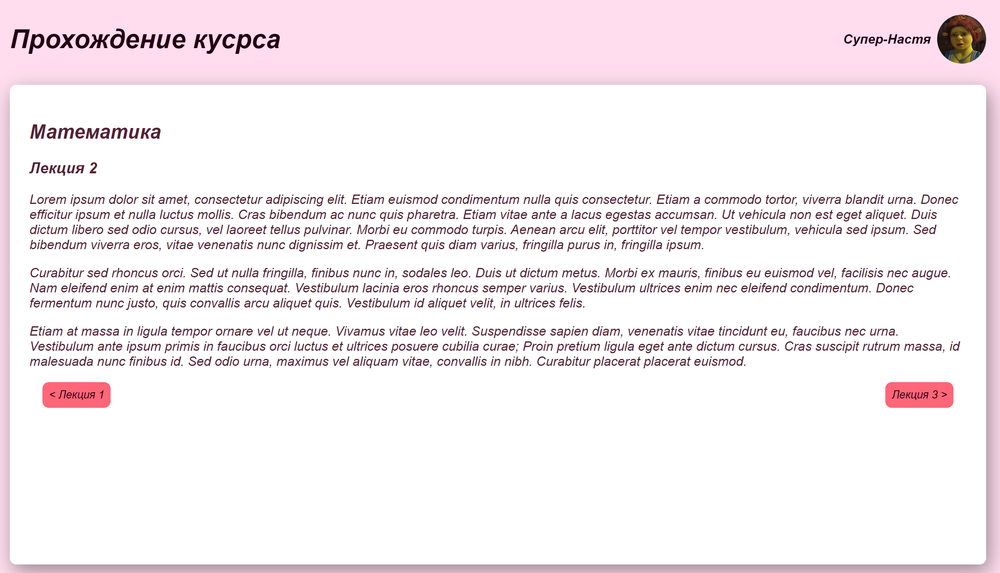 Прохождение кусрса
Супер-Настя
Математика
Лекция 2
Lorem ipsum dolor sit amet, consectetur adipiscing elit. Etiam euismod condimentum nulla quis consectetur. Etiam a commodo tortor, viverra blandit urna. Donec
efficitur ipsum et nulla luctus mollis. Cras bibendum ac nunc quis pharetra. Etiam vitae ante a lacus egestas accumsan. Ut vehicula non est eget aliquet. Duis
dictum libero sed odio cursus, vel laoreet tellus pulvinar. Morbi eu commodo turpis. Aenean arcu elit, porttitor vel tempor vestibulum, vehicula sed ipsum. Sed
bibendum viverra eros, vitae venenatis nunc dignissim et. Praesent quis diam varius, fringilla purus in, fringilla ipsum.
Curabitur sed rhoncus orci. Sed ut nulla fringilla, finibus nunc in, sodales leo. Duis ut dictum metus. Morbi ex mauris, finibus eu euismod vel, facilisis nec augue.
Nam eleifend enim at enim mattis consequat. Vestibulum lacinia eros rhoncus semper varius. Vestibulum ultrices enim nec eleifend condimentum. Donec
fermentum nunc justo, quis convallis arcu aliquet quis. Vestibulum id aliquet velit, in ultrices felis.
Etiam at massa in ligula tempor ornare vel ut neque. Vivamus vitae leo velit. Suspendisse sapien diam, venenatis vitae tincidunt eu, faucibus nec urna.
Vestibulum ante ipsum primis in faucibus orci luctus et ultrices posuere cubilia curae; Proin pretium ligula eget ante dictum cursus. Cras suscipit rutrum massa, id
malesuada nunc finibus id. Sed odio urna, maximus vel aliquam vitae, convallis in nibh. Curabitur placerat placerat euismod.
< Лекция 1
Лекция 3 >